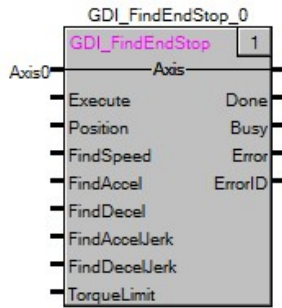 GDI_FindEndStop_0
GDI_FindEndStop 1
Axis0 Axis
Execute Done
Position Busy
FindSpeed Error
FindAccel ErrorID
FindDecel
FindAccelJerk
FindDecelJerk
TorqueLimit